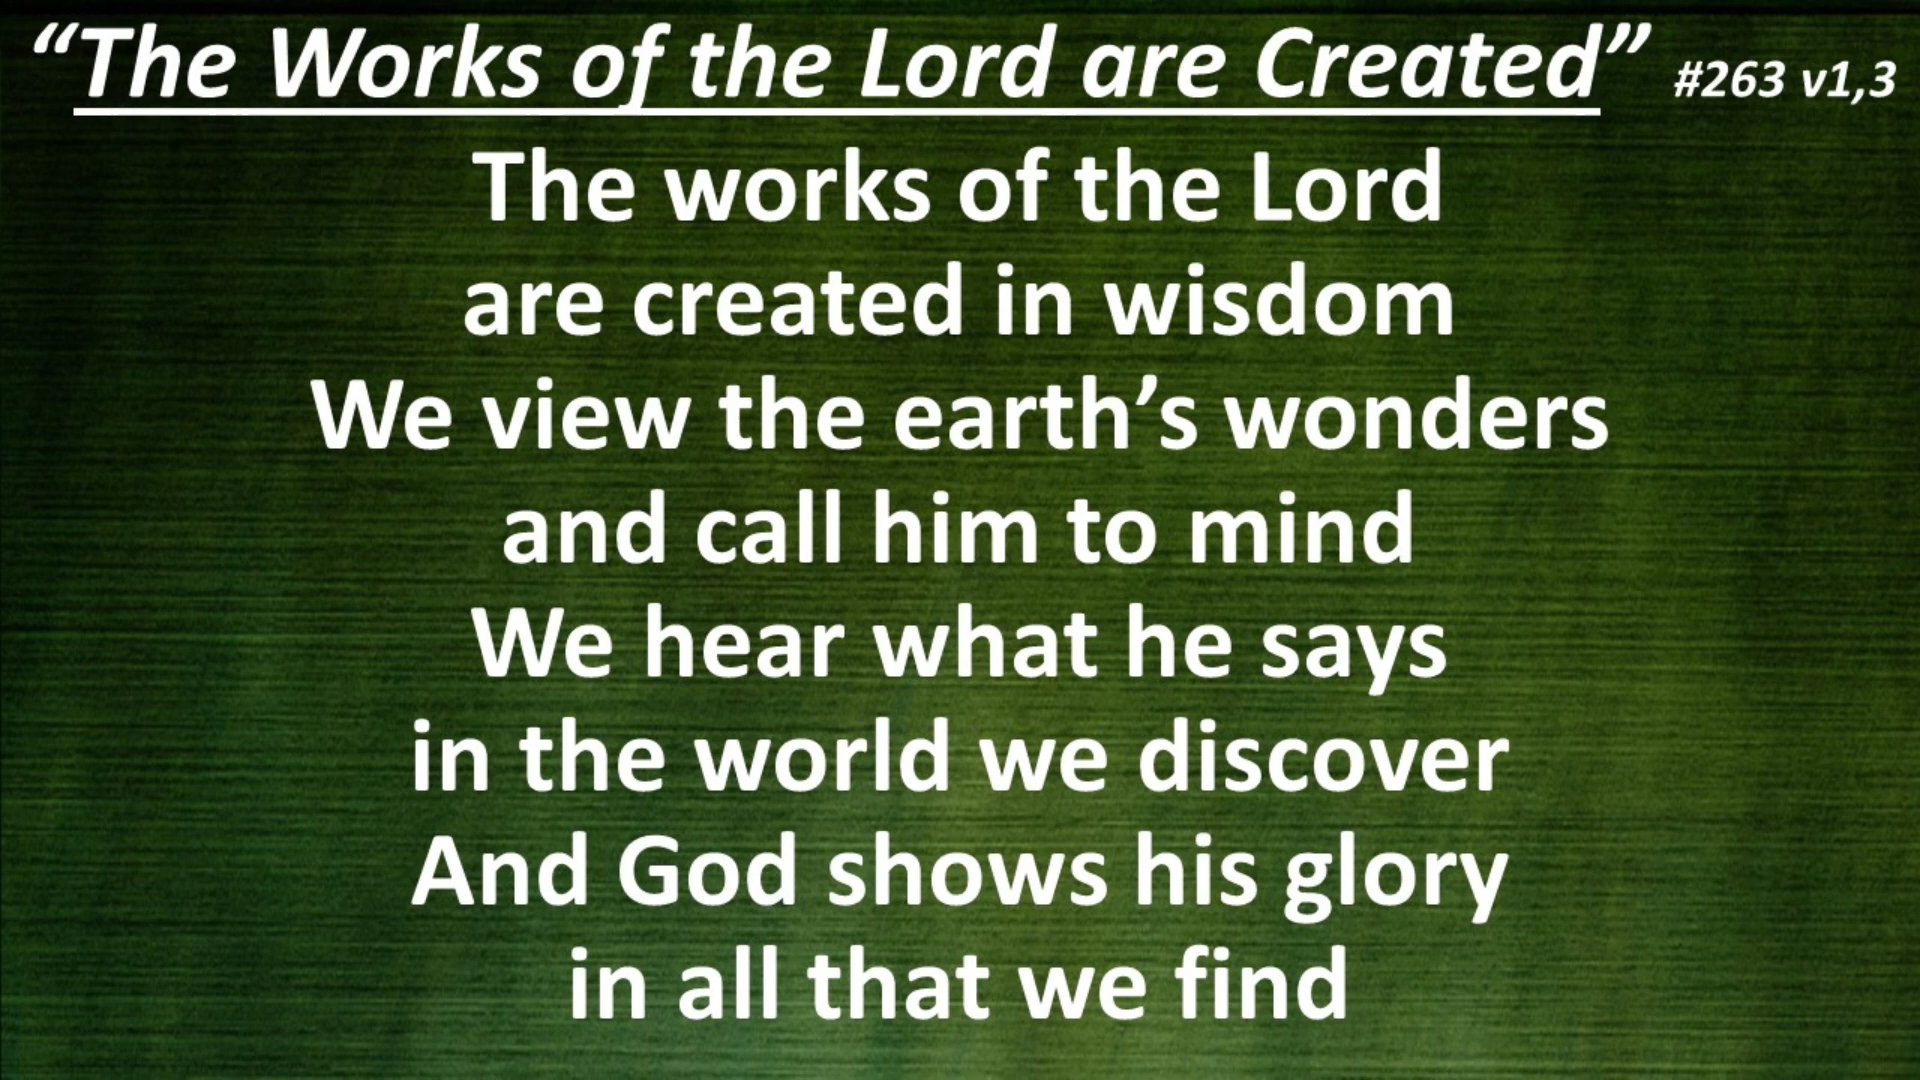 “The Works of the Lord are Created” #263 v1,3
The works of the Lord
are created in wisdom
We view the earth’s wonders
and call him to mind
We hear what he says
in the world we discover
And God shows his glory
in all that we find